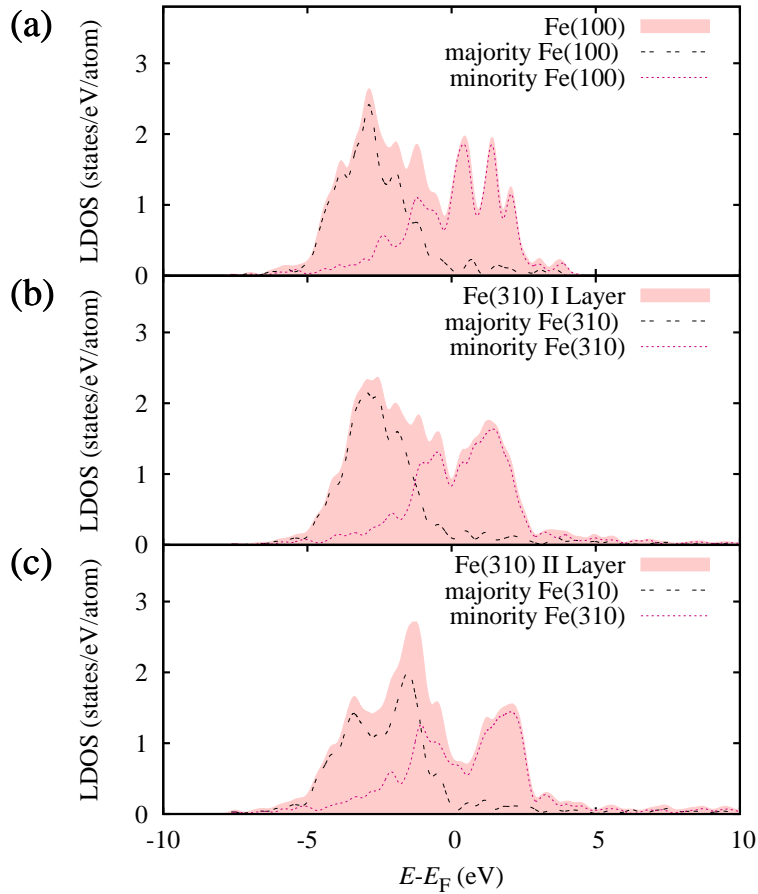 (a)
Fe(100)
majority Fe(100)
minority Fe(100)
LDOS (states/eV/atom)
3
2
1
0
(b)
Fe(310) I Layer
majority Fe(310)
minority Fe(310)
LDOS (states/eV/atom)
3
2
1
0
(c)
Fe(310) II Layer
majority Fe(310)
minority Fe(310)
LDOS (states/eV/atom)
3
2
1
0
-10 -5 0 5 10
E-E_F (eV)